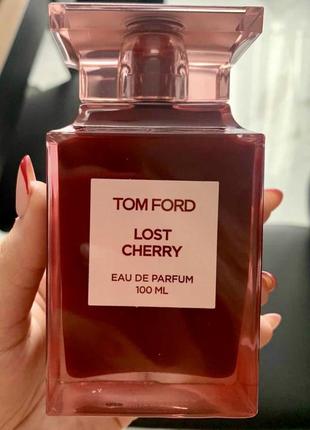 TOM FORD
LOST
CHERRY
EAU DE PARFUM
100 ML